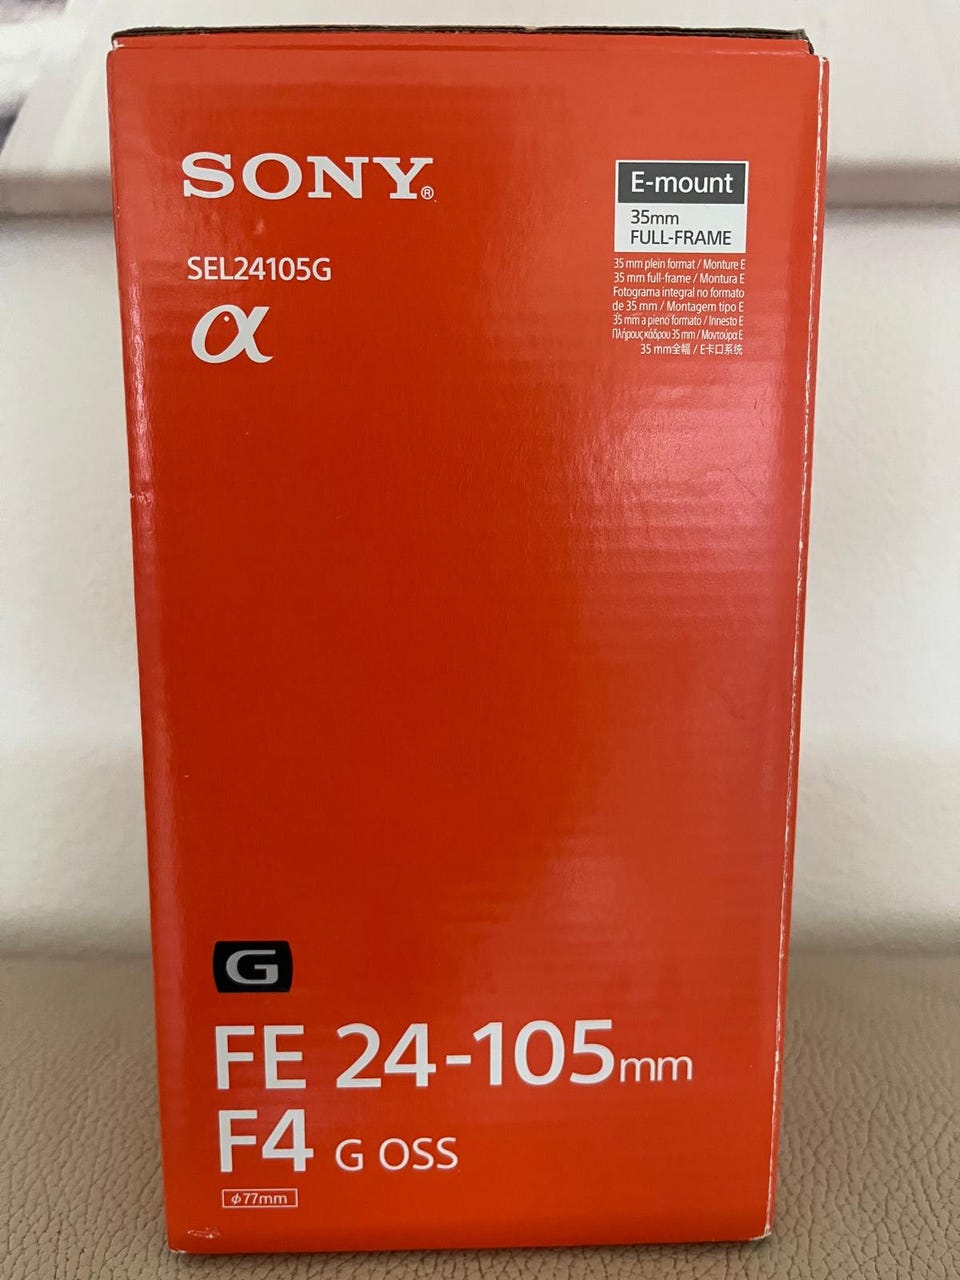 SONY®
SEL24105G
α
E-mount
35mm
FULL-FRAME
35 mm plein format / Monture E
35 mm full-frame / Montura E
Fotograma integral no formato
de 35 mm / Montagem tipo E
35 mm a pieno formato / Innesto E
Πλήρους κάδρου 35 mm / Μοντούρα E
35 mm全幅 / E卡口系统
G
FE 24-105mm
F4 G OSS
ϕ77mm